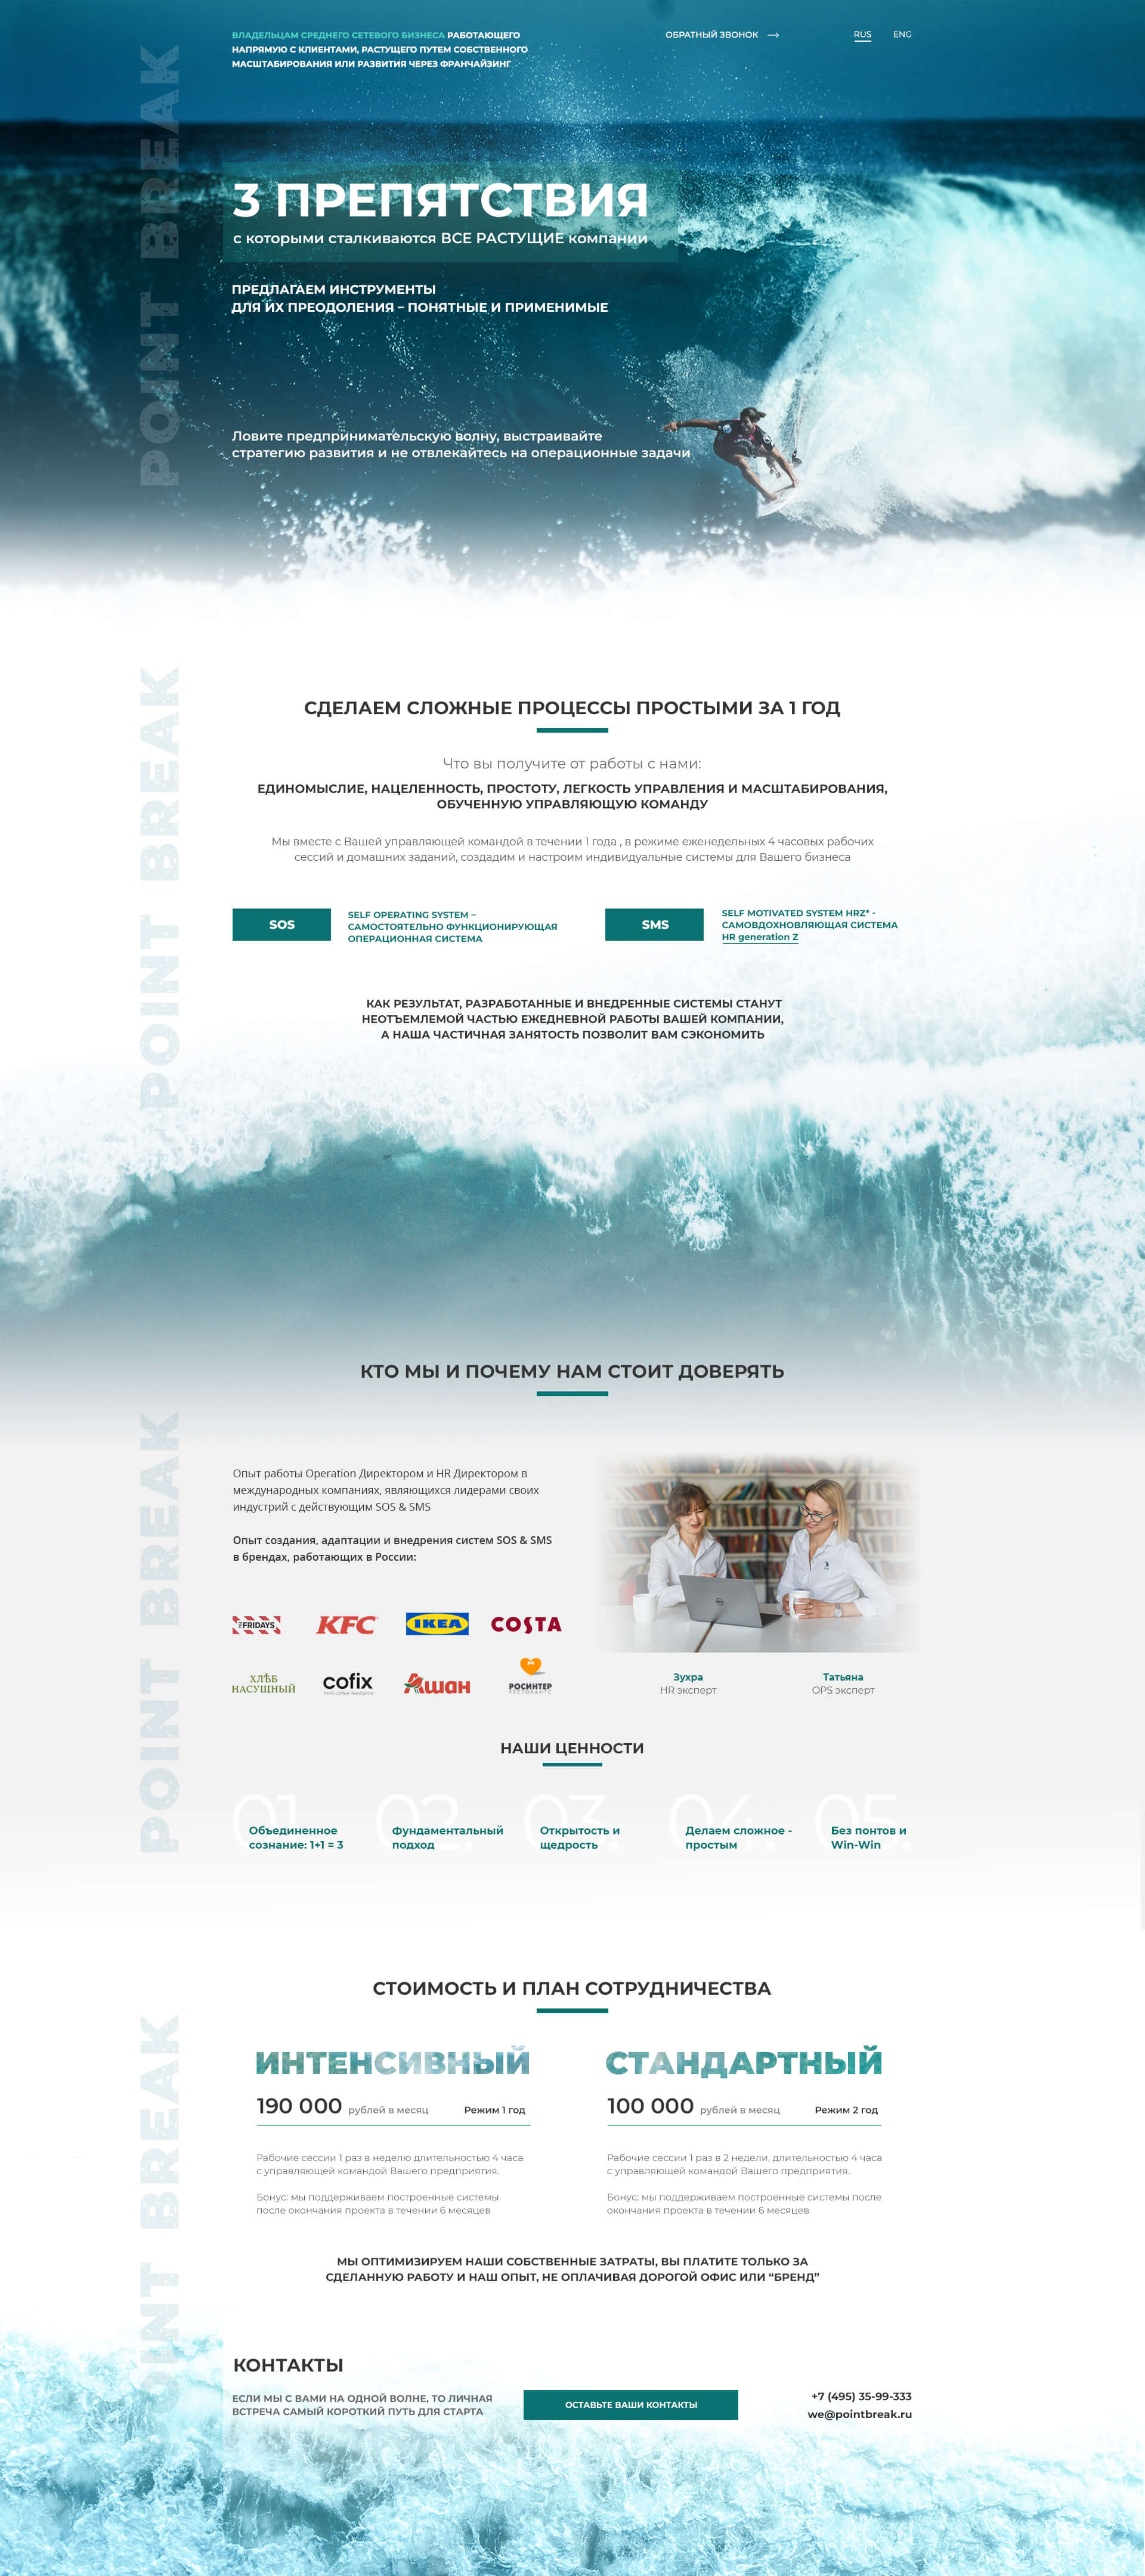 ВЛАДЕЛЬЦАМ СРЕДНЕГО СЕТЕВОГО БИЗНЕСА РАБОТАЮЩЕГО
НАПРЯМУЮ С КЛИЕНТАМИ, РАСТУЩЕГО ПУТЕМ СОБСТВЕННОГО
МАСШТАБИРОВАНИЯ ИЛИ РАЗВИТИЯ ЧЕРЕЗ ФРАНЧАЙЗИНГ
ОБРАТНЫЙ ЗВОНОК
RUS
ENG
POINT BREAK
3 ПРЕПЯТСТВИЯ
с которыми сталкиваются ВСЕ РАСТУЩИЕ компании
ПРЕДЛАГАЕМ ИНСТРУМЕНТЫ
ДЛЯ ИХ ПРЕОДОЛЕНИЯ – ПОНЯТНЫЕ И ПРИМЕНИМЫЕ
Ловите предпринимательскую волну, выстраивайте
стратегию развития и не отвлекайтесь на операционные задачи
POINT BREAK
СДЕЛАЕМ СЛОЖНЫЕ ПРОЦЕССЫ ПРОСТЫМИ ЗА 1 ГОД
Что вы получите от работы с нами:
ЕДИНОМЫСЛИЕ, НАЦЕЛЕННОСТЬ, ПРОСТОТУ, ЛЕГКОСТЬ УПРАВЛЕНИЯ И МАСШТАБИРОВАНИЯ,
ОБУЧЕННУЮ УПРАВЛЯЮЩУЮ КОМАНДУ
Мы вместе с Вашей управляющей командой в течении 1 года , в режиме еженедельных 4 часовых рабочих
сессий и домашних заданий, создадим и настроим индивидуальные системы для Вашего бизнеса
SOS
SELF OPERATING SYSTEM –
САМОСТОЯТЕЛЬНО ФУНКЦИОНИРУЮЩАЯ
ОПЕРАЦИОННАЯ СИСТЕМА
SMS
SELF MOTIVATED SYSTEM HRZ* -
САМОВДОХНОВЛЯЮЩАЯ СИСТЕМА
HR generation Z
КАК РЕЗУЛЬТАТ, РАЗРАБОТАННЫЕ И ВНЕДРЕННЫЕ СИСТЕМЫ СТАНУТ
НЕОТЪЕМЛЕМОЙ ЧАСТЬЮ ЕЖЕДНЕВНОЙ РАБОТЫ ВАШЕЙ КОМПАНИИ,
А НАША ЧАСТИЧНАЯ ЗАНЯТОСТЬ ПОЗВОЛИТ ВАМ СЭКОНОМИТЬ
КТО МЫ И ПОЧЕМУ НАМ СТОИТ ДОВЕРЯТЬ
POINT BREAK
Опыт работы Operation Директором и HR Директором в
международных компаниях, являющихся лидерами своих
индустрий с действующим SOS & SMS
Опыт создания, адаптации и внедрения систем SOS & SMS
в брендах, работающих в России:
FRIDAYS
KFC
IKEA
COSTA
ХЛѢБ
НАСУЩНЫЙ
cofix
Ашан
РОСИНТЕР
РЕСТОРАНТС
DELL
Зухра
HR эксперт
Татьяна
OPS эксперт
НАШИ ЦЕННОСТИ
01.
Объединенное
сознание: 1+1 = 3
02.
Фундаментальный
подход
03.
Открытость и
щедрость
04.
Делаем сложное -
простым
05.
Без понтов и
Win-Win
СТОИМОСТЬ И ПЛАН СОТРУДНИЧЕСТВА
POINT BREAK
ИНТЕНСИВНЫЙ
190 000 рублей в месяц
Режим 1 год
Рабочие сессии 1 раз в неделю длительностью 4 часа
с управляющей командой Вашего предприятия.
Бонус: мы поддерживаем построенные системы
после окончания проекта в течении 6 месяцев
СТАНДАРТНЫЙ
100 000 рублей в месяц
Режим 2 год
Рабочие сессии 1 раз в 2 недели, длительностью 4 часа
с управляющей командой Вашего предприятия.
Бонус: мы поддерживаем построенные системы после
окончания проекта в течении 6 месяцев
МЫ ОПТИМИЗИРУЕМ НАШИ СОБСТВЕННЫЕ ЗАТРАТЫ, ВЫ ПЛАТИТЕ ТОЛЬКО ЗА
СДЕЛАННУЮ РАБОТУ И НАШ ОПЫТ, НЕ ОПЛАЧИВАЯ ДОРОГОЙ ОФИС ИЛИ “БРЕНД”
КОНТАКТЫ
ЕСЛИ МЫ С ВАМИ НА ОДНОЙ ВОЛНЕ, ТО ЛИЧНАЯ
ВСТРЕЧА САМЫЙ КОРОТКИЙ ПУТЬ ДЛЯ СТАРТА
ОСТАВЬТЕ ВАШИ КОНТАКТЫ
+7 (495) 35-99-333
we@pointbreak.ru